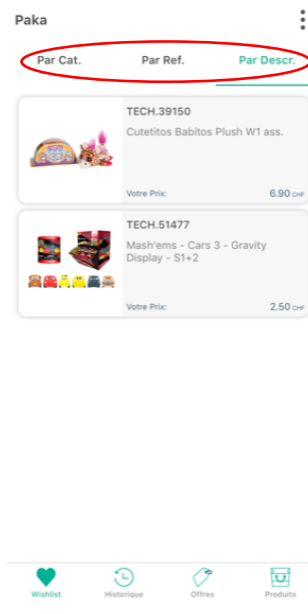 Paka
Par Cat. Par Ref. Par Descr.
TECH.39150
Cutetitos Babitos Plush W1 ass.
Votre Prix: 6.90 CHF
TECH.51477
Mash'ems - Cars 3 - Gravity
Display - S1+2
Votre Prix: 2.50 CHF
Wishlist Historique Offres Produits